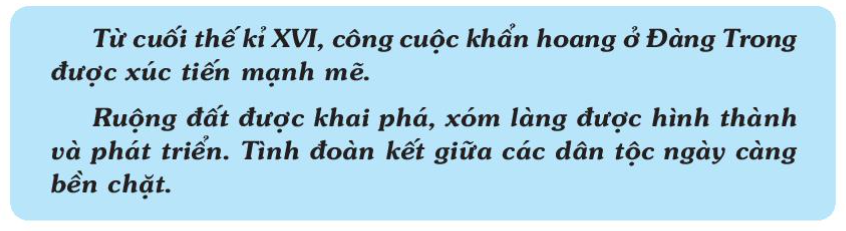 Từ cuối thế kỉ XVI, công cuộc khẩn hoang ở Đàng Trong
được xúc tiến mạnh mẽ.
Ruộng đất được khai phá, xóm làng được hình thành
và phát triển. Tình đoàn kết giữa các dân tộc ngày càng
bền chặt.